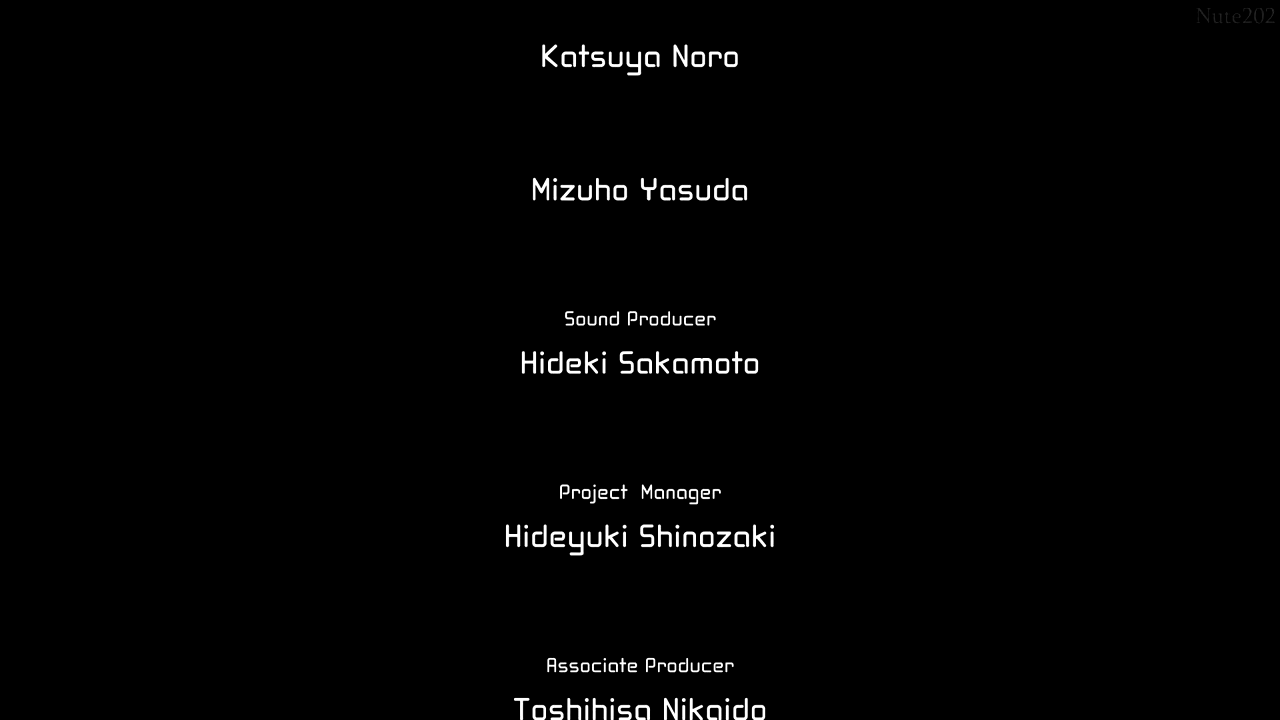 Nute202
Katsuya Noro
Mizuho Yasuda
Sound Producer
Hideki Sakamoto
Project Manager
Hideyuki Shinozaki
Associate Producer
Toshihisa Nikaido